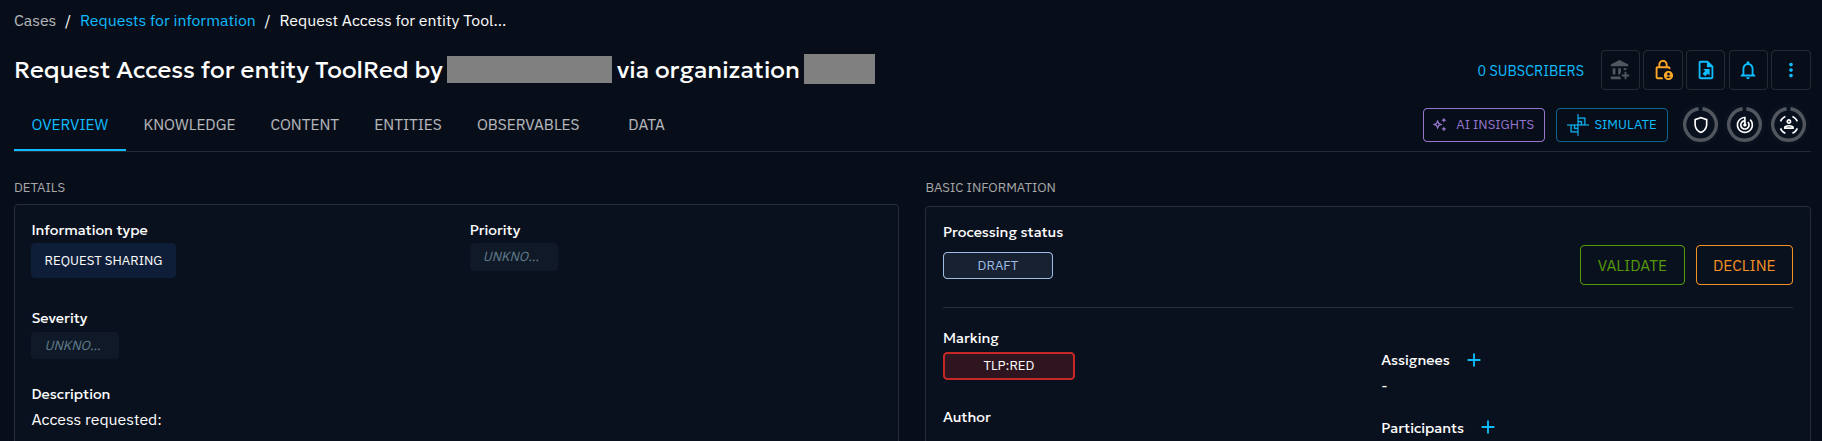 Cases / Requests for information / Request Access for entity Tool...
Request Access for entity ToolRed by via organization
0 SUBSCRIBERS
OVERVIEW KNOWLEDGE CONTENT ENTITIES OBSERVABLES DATA
AI INSIGHTS SIMULATE
DETAILS
Information type
REQUEST SHARING
Priority
UNKNO...
Severity
UNKNO...
Description
Access requested:
BASIC INFORMATION
Processing status
DRAFT
VALIDATE DECLINE
Marking
TLP:RED
Assignees +
-
Author
Participants +